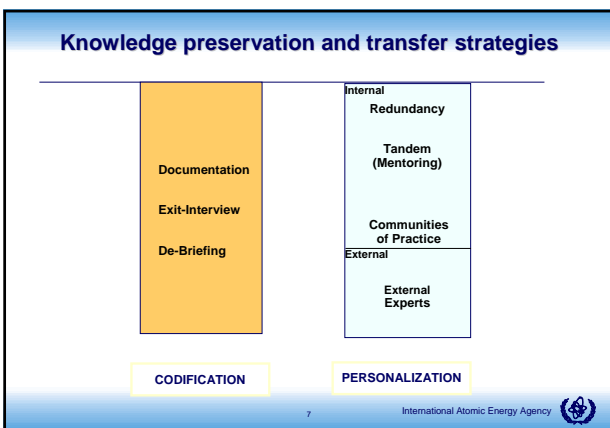 Knowledge preservation and transfer strategies
Documentation
Exit-Interview
De-Briefing
CODIFICATION
Internal
Redundancy
Tandem
(Mentoring)
Communities
of Practice
External
External
Experts
PERSONALIZATION
7
International Atomic Energy Agency